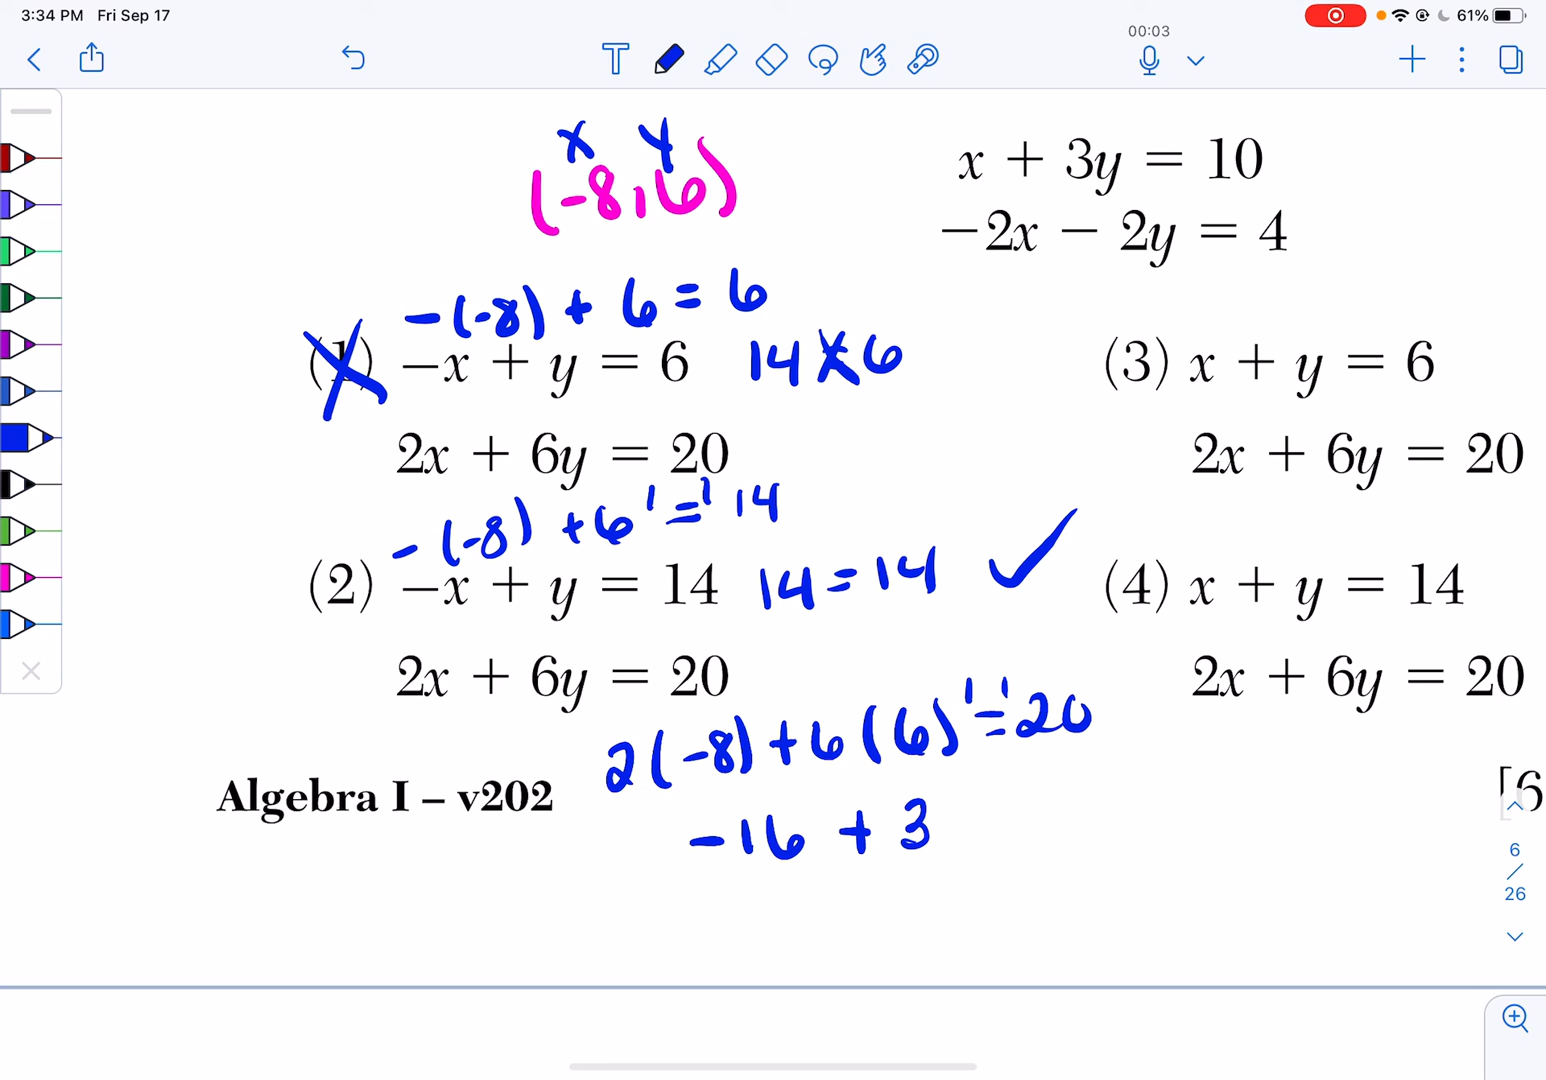 3:34 PM Fri Sep 17
61%
00:03
x y
(-8,6)
x + 3y = 10
−2x − 2y = 4
-(-8) + 6 = 6
(1) −x + y = 6
14 6
2x + 6y = 20
-(-8) + 6 = 14
(2) −x + y = 14
14 = 14 ✓
2x + 6y = 20
(3) x + y = 6
2x + 6y = 20
(4) x + y = 14
2x + 6y = 20
2(-8) + 6(6) = 20
-16 + 3
Algebra I – v202
[6
6
/
26